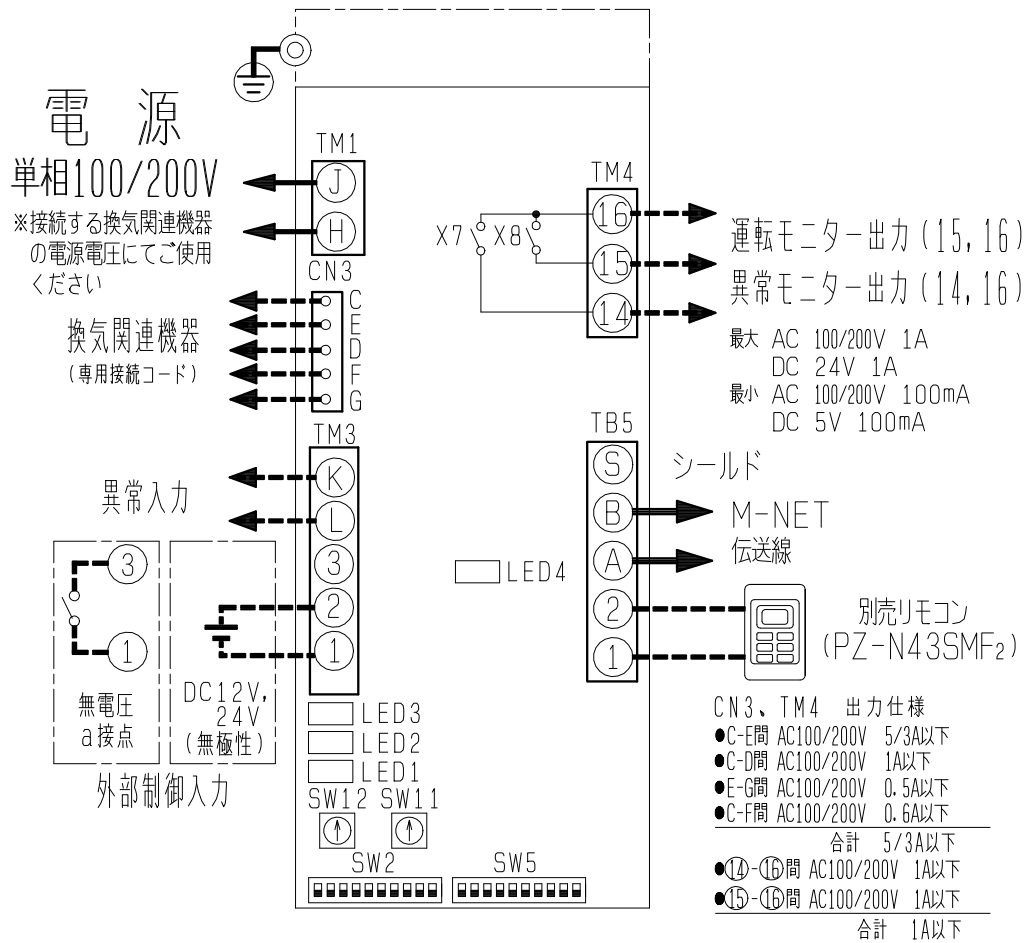 電 源
単相100/200V
※接続する換気関連機器
の電源電圧にてご使用
ください
TM1
J
H
CN3
C
E
D
F
G
換気関連機器
(専用接続コード)
TM3
K
L
3
2
1
異常入力
3
1
無電圧
a接点
DC12V,
24V
(無極性)
外部制御入力
LED3
LED2
LED1
SW12 SW11
SW2 SW5
LED4
X7 X8
TM4
16
15
14
運転モニター出力(15,16)
異常モニター出力(14,16)
最大 AC 100/200V 1A
DC 24V 1A
最小 AC 100/200V 100mA
DC 5V 100mA
TB5
S
B
A
2
1
シールド
M-NET
伝送線
別売リモコン
(PZ-N43SMF2)
CN3、TM4 出力仕様
●C-E間 AC100/200V 5/3A以下
●C-D間 AC100/200V 1A以下
●E-G間 AC100/200V 0.5A以下
●C-F間 AC100/200V 0.6A以下
合計 5/3A以下
●⑭-⑯間 AC100/200V 1A以下
●⑮-⑯間 AC100/200V 1A以下
合計 1A以下